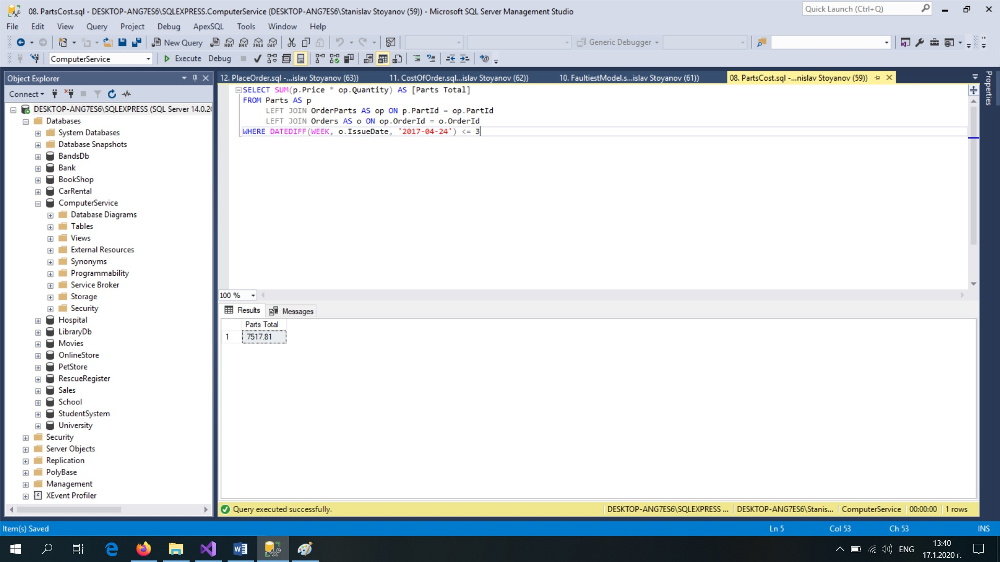 08. PartsCost.sql - DESKTOP-ANG7ES6\SQLEXPRESS.ComputerService (DESKTOP-ANG7ES6\Stanislav Stoyanov (59)) - Microsoft SQL Server Management Studio
Quick Launch (Ctrl+Q)
File Edit View Query Project Debug ApexSQL Tools Window Help
New Query MDX DMX XMLA DAX Generic Debugger
ComputerService Execute Debug
Object Explorer
12. PlaceOrder.sql -...islav Stoyanov (63)) 11. CostOfOrder.sql...islav Stoyanov (62)) 10. FaultiestModel.s...islav Stoyanov (61)) 08. PartsCost.sql -...nislav Stoyanov (59))
Properties
Connect
DESKTOP-ANG7ES6\SQLEXPRESS (SQL Server 14.0.20
Databases
System Databases
Database Snapshots
BandsDb
Bank
BookShop
CarRental
ComputerService
Database Diagrams
Tables
Views
External Resources
Synonyms
Programmability
Service Broker
Storage
Security
Hospital
LibraryDb
Movies
OnlineStore
PetStore
RescueRegister
Sales
School
StudentSystem
University
Security
Server Objects
Replication
PolyBase
Management
XEvent Profiler
SELECT SUM(p.Price * op.Quantity) AS [Parts Total]
FROM Parts AS p
LEFT JOIN OrderParts AS op ON p.PartId = op.PartId
LEFT JOIN Orders AS o ON op.OrderId = o.OrderId
WHERE DATEDIFF(WEEK, o.IssueDate, '2017-04-24') <= 3
100 %
Results Messages
Parts Total
1 7517.81
Query executed successfully. DESKTOP-ANG7ES6\SQLEXPRESS ... DESKTOP-ANG7ES6\Stanis... ComputerService 00:00:00 1 rows
Item(s) Saved Ln 5 Col 53 Ch 53 INS
ENG
13:40
17.1.2020 г.